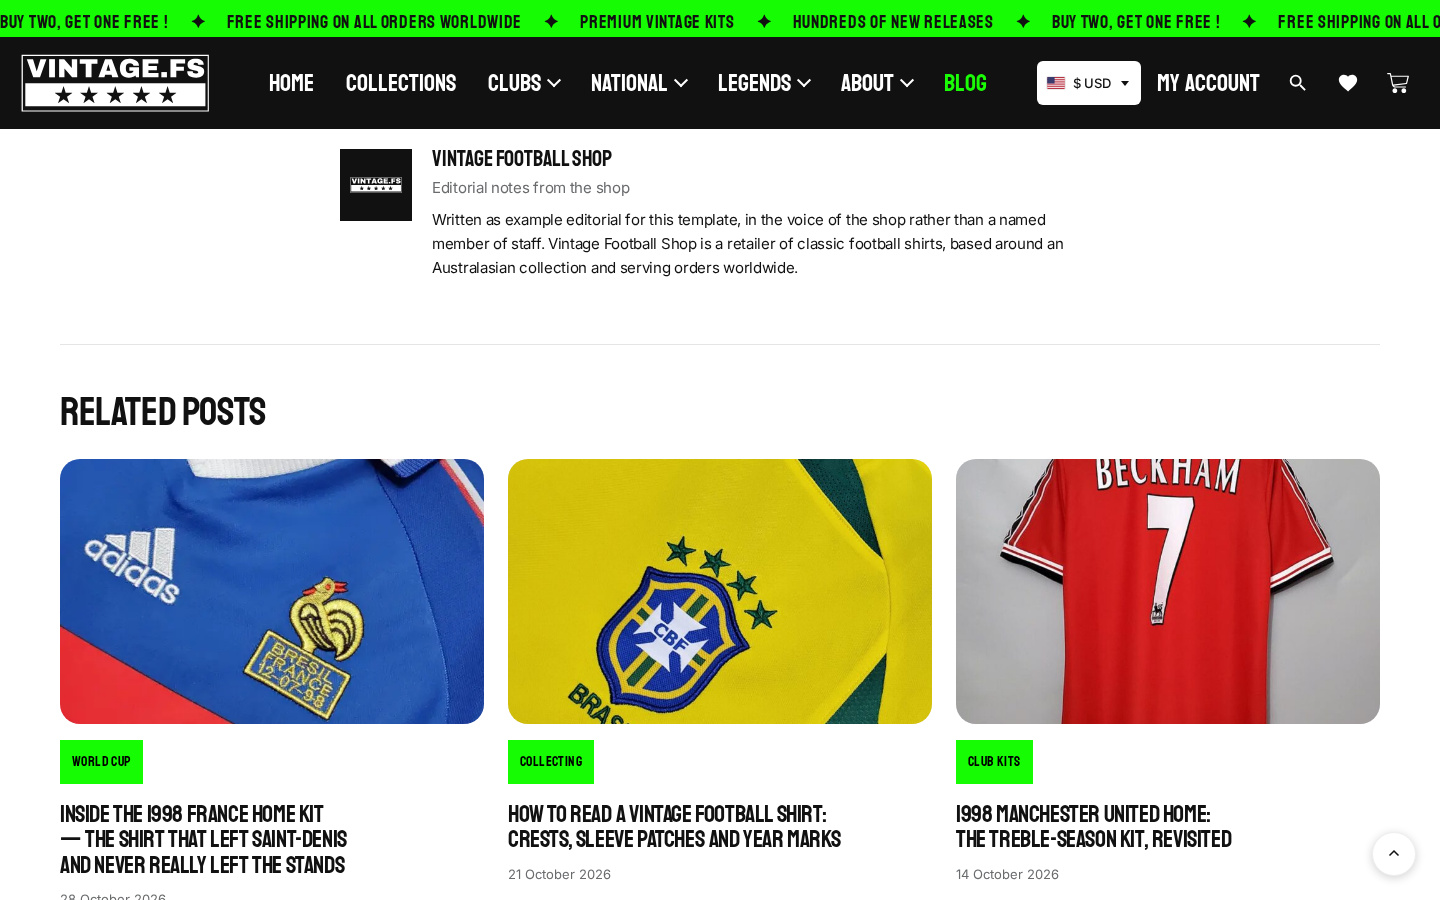 BUY TWO, GET ONE FREE ! ✦ FREE SHIPPING ON ALL ORDERS WORLDWIDE ✦ PREMIUM VINTAGE KITS ✦ HUNDREDS OF NEW RELEASES ✦ BUY TWO, GET ONE FREE ! ✦ FREE SHIPPING ON ALL
VINTAGE.FS
HOME COLLECTIONS CLUBS NATIONAL LEGENDS ABOUT BLOG $ USD MY ACCOUNT
VINTAGE.FS
VINTAGE FOOTBALL SHOP
Editorial notes from the shop
Written as example editorial for this template, in the voice of the shop rather than a named
member of staff. Vintage Football Shop is a retailer of classic football shirts, based around an
Australasian collection and serving orders worldwide.
RELATED POSTS
adidas
BRESIL
FRANCE
12-07-98
CBF
BRAS
BECKHAM
7
WORLD CUP
INSIDE THE 1998 FRANCE HOME KIT
— THE SHIRT THAT LEFT SAINT-DENIS
AND NEVER REALLY LEFT THE STANDS
28 October 2026
COLLECTING
HOW TO READ A VINTAGE FOOTBALL SHIRT:
CRESTS, SLEEVE PATCHES AND YEAR MARKS
21 October 2026
CLUB KITS
1998 MANCHESTER UNITED HOME:
THE TREBLE-SEASON KIT, REVISITED
14 October 2026